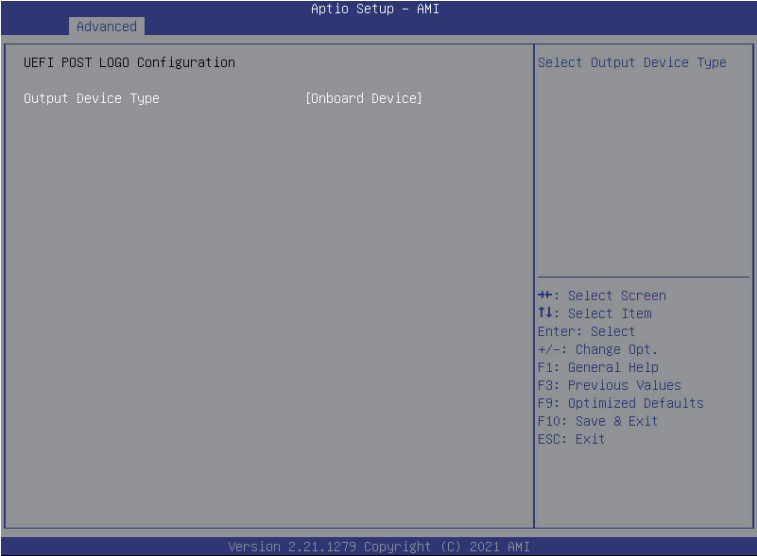 Aptio Setup – AMI
Advanced
UEFI POST LOGO Configuration
Output Device Type [Onboard Device]
Select Output Device Type
→←: Select Screen
↑↓: Select Item
Enter: Select
+/-: Change Opt.
F1: General Help
F3: Previous Values
F9: Optimized Defaults
F10: Save & Exit
ESC: Exit
Version 2.21.1279 Copyright (C) 2021 AMI